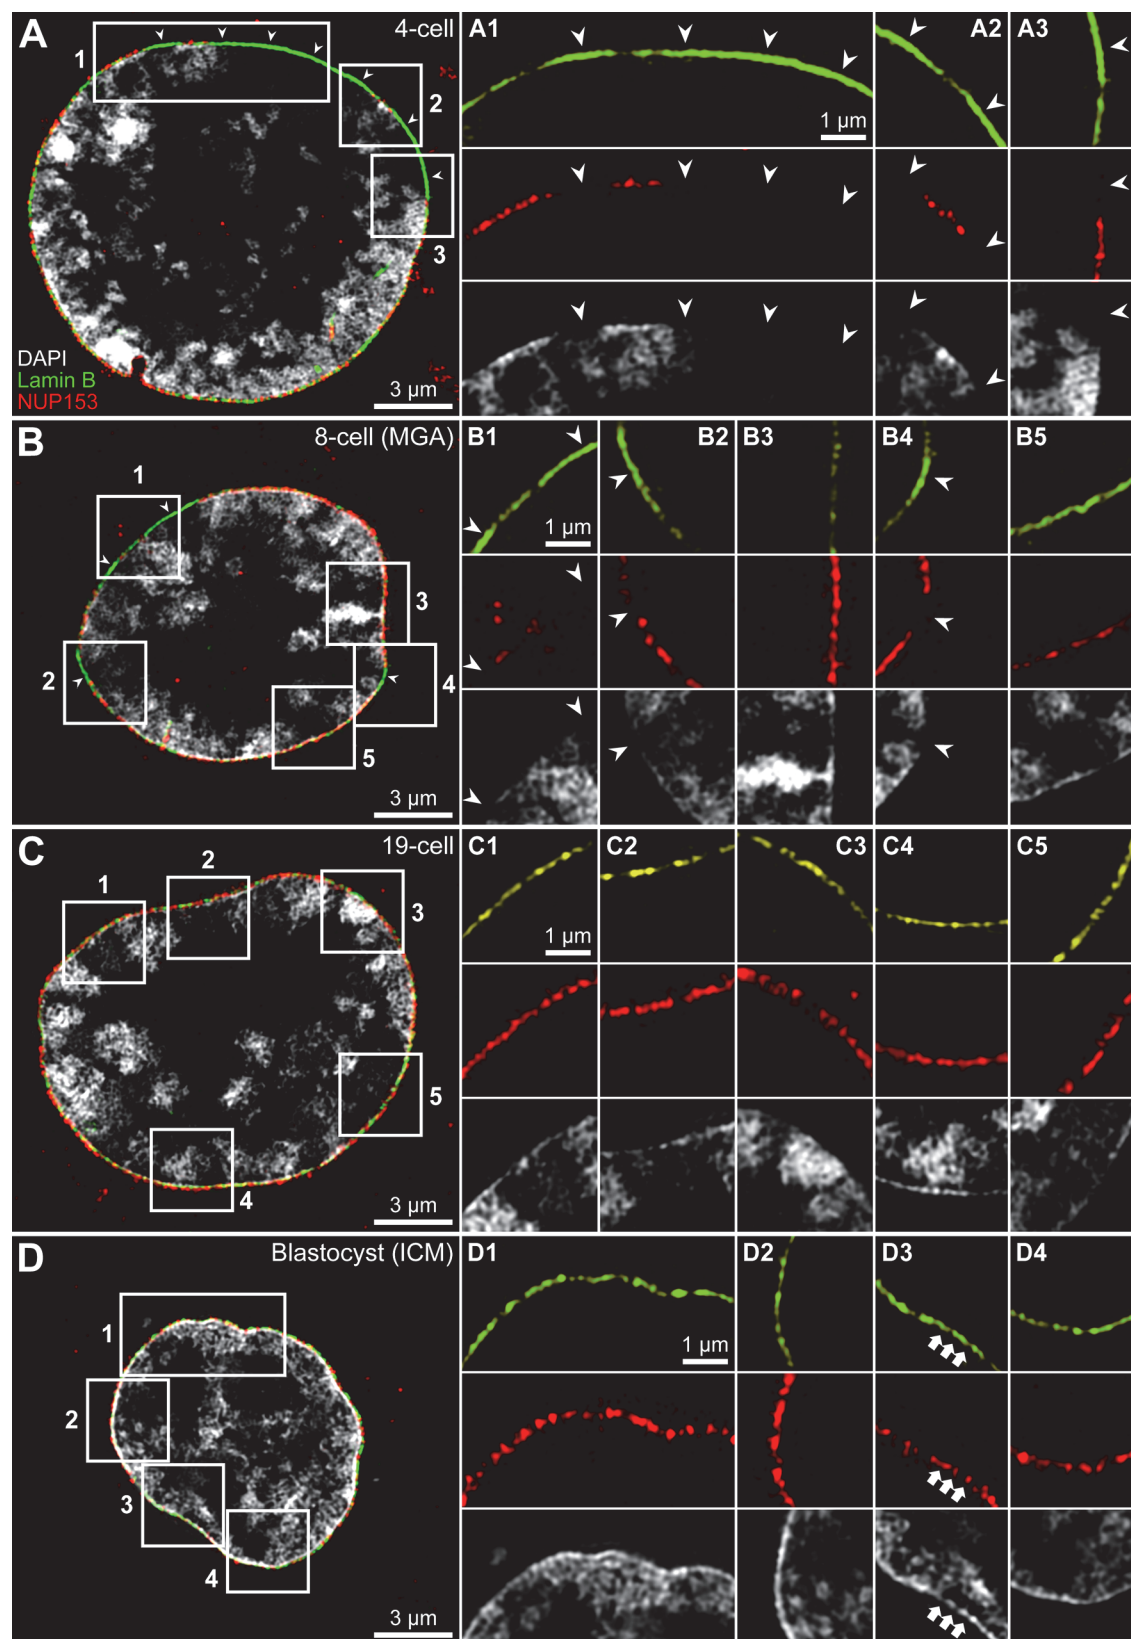 A
4-cell
1
2
3
DAPI
Lamin B
NUP153
3 µm
A1
A2
A3
1 µm
B
8-cell (MGA)
1
2
3
4
5
3 µm
B1
B2
B3
B4
B5
1 µm
C
19-cell
1
2
3
4
5
3 µm
C1
C2
C3
C4
C5
1 µm
D
Blastocyst (ICM)
1
2
3
4
3 µm
D1
D2
D3
D4
1 µm